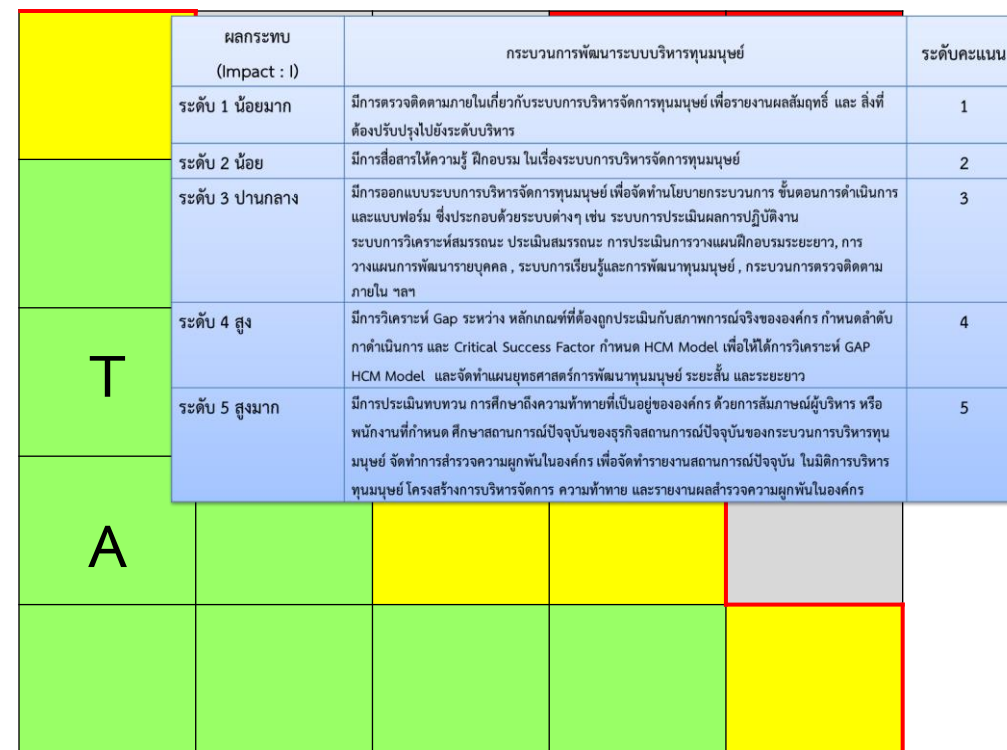 ผลกระทบ
(Impact : I)
กระบวนการพัฒนาระบบบริหารทุนมนุษย์
ระดับคะแนน
ระดับ 1 น้อยมาก
มีการตรวจติดตามภายในเกี่ยวกับระบบการบริหารจัดการทุนมนุษย์ เพื่อรายงานผลสัมฤทธิ์ และ สิ่งที่
ต้องปรับปรุงไปยังระดับบริหาร
1
ระดับ 2 น้อย
มีการสื่อสารให้ความรู้ ฝึกอบรม ในเรื่องระบบการบริหารจัดการทุนมนุษย์
2
ระดับ 3 ปานกลาง
มีการออกแบบระบบการบริหารจัดการทุนมนุษย์ เพื่อจัดทำนโยบายกระบวนการ ขั้นตอนการดำเนินการ
และแบบฟอร์ม ซึ่งประกอบด้วยระบบต่างๆ เช่น ระบบการประเมินผลการปฏิบัติงาน
ระบบการวิเคราะห์สมรรถนะ ประเมินสมรรถนะ การประเมินการวางแผนฝึกอบรมระยะยาว, การ
วางแผนการพัฒนารายบุคคล , ระบบการเรียนรู้และการพัฒนาทุนมนุษย์ , กระบวนการตรวจติดตาม
ภายใน ฯลฯ
3
ระดับ 4 สูง
มีการวิเคราะห์ Gap ระหว่าง หลักเกณฑ์ที่ต้องถูกประเมินกับสภาพการณ์จริงขององค์กร กำหนดลำดับ
กาดำเนินการ และ Critical Success Factor กำหนด HCM Model เพื่อให้ได้การวิเคราะห์ GAP
HCM Model และจัดทำแผนยุทธศาสตร์การพัฒนาทุนมนุษย์ ระยะสั้น และระยะยาว
4
ระดับ 5 สูงมาก
มีการประเมินทบทวน การศึกษาถึงความท้าทายที่เป็นอยู่ขององค์กร ด้วยการสัมภาษณ์ผู้บริหาร หรือ
พนักงานที่กำหนด ศึกษาสถานการณ์ปัจจุบันของธุรกิจสถานการณ์ปัจจุบันของกระบวนการบริหารทุน
มนุษย์ จัดทำการสำรวจความผูกพันในองค์กร เพื่อจัดทำรายงานสถานการณ์ปัจจุบัน ในมิติการบริหาร
ทุนมนุษย์ โครงสร้างการบริหารจัดการ ความท้าทาย และรายงานผลสำรวจความผูกพันในองค์กร
5
T
A